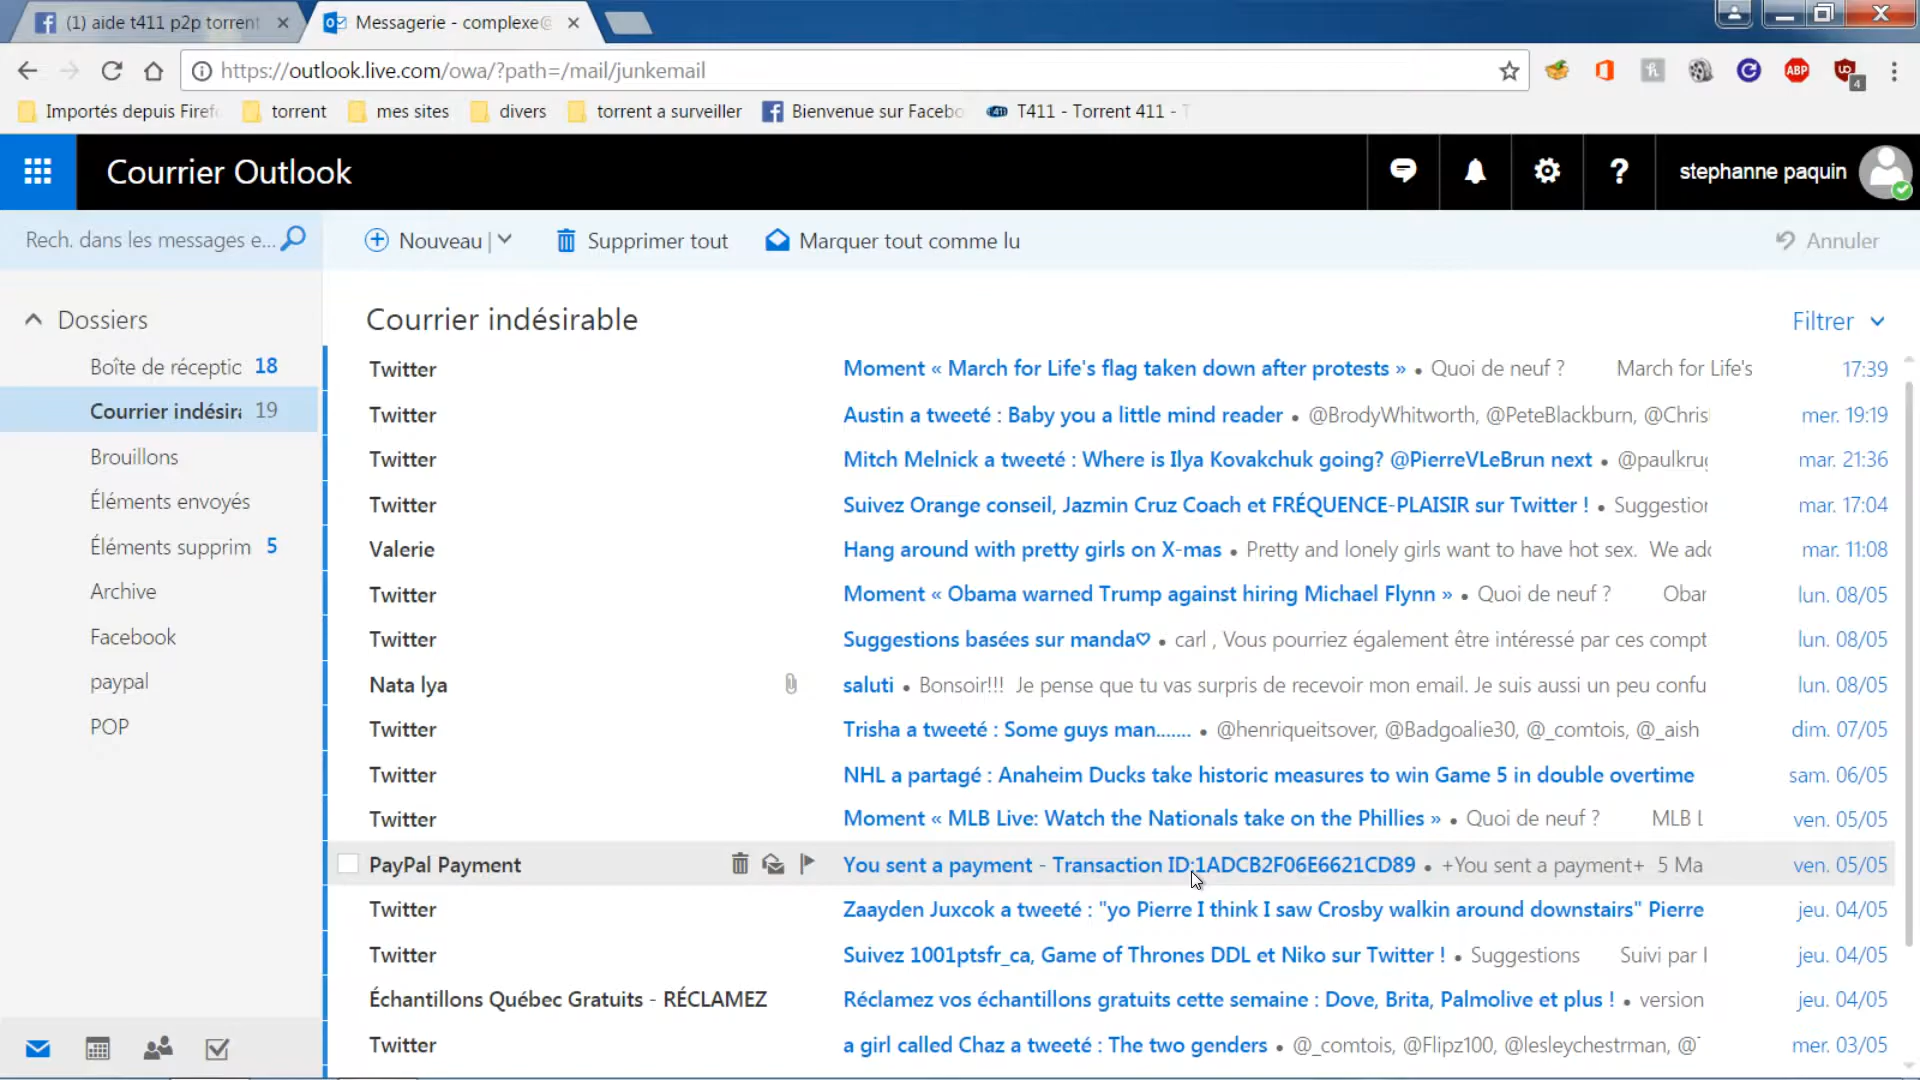 (1) aide t411 p2p torrent
Messagerie - complexe@
https://outlook.live.com/owa/?path=/mail/junkemail
ABP
4
Importés depuis Firef
torrent
mes sites
divers
torrent a surveiller
Bienvenue sur Facebo
T411 - Torrent 411 -
Courrier Outlook
?
stephanne paquin
Rech. dans les messages e...
Nouveau
Supprimer tout
Marquer tout comme lu
Annuler
Dossiers
Boîte de réceptic 18
Courrier indésira 19
Brouillons
Éléments envoyés
Éléments supprim 5
Archive
Facebook
paypal
POP
Courrier indésirable
Filtrer
Twitter Moment « March for Life's flag taken down after protests » • Quoi de neuf ? March for Life's 17:39
Twitter Austin a tweeté : Baby you a little mind reader • @BrodyWhitworth, @PeteBlackburn, @Chris mer. 19:19
Twitter Mitch Melnick a tweeté : Where is Ilya Kovakchuk going? @PierreVLeBrun next • @paulkrug mar. 21:36
Twitter Suivez Orange conseil, Jazmin Cruz Coach et FRÉQUENCE-PLAISIR sur Twitter ! • Suggestion mar. 17:04
Valerie Hang around with pretty girls on X-mas • Pretty and lonely girls want to have hot sex. We add mar. 11:08
Twitter Moment « Obama warned Trump against hiring Michael Flynn » • Quoi de neuf ? Obar lun. 08/05
Twitter Suggestions basées sur manda♡ • carl , Vous pourriez également être intéressé par ces compt lun. 08/05
Nata lya saluti • Bonsoir!!! Je pense que tu vas surpris de recevoir mon email. Je suis aussi un peu confu lun. 08/05
Twitter Trisha a tweeté : Some guys man....... • @henriqueitsover, @Badgoalie30, @_comtois, @_aish dim. 07/05
Twitter NHL a partagé : Anaheim Ducks take historic measures to win Game 5 in double overtime sam. 06/05
Twitter Moment « MLB Live: Watch the Nationals take on the Phillies » • Quoi de neuf ? MLB L ven. 05/05
PayPal Payment You sent a payment - Transaction ID:1ADCB2F06E6621CD89 • +You sent a payment+ 5 Ma ven. 05/05
Twitter Zaayden Juxcok a tweeté : "yo Pierre I think I saw Crosby walkin around downstairs" Pierre jeu. 04/05
Twitter Suivez 1001ptsfr_ca, Game of Thrones DDL et Niko sur Twitter ! • Suggestions Suivi par l jeu. 04/05
Échantillons Québec Gratuits - RÉCLAMEZ Réclamez vos échantillons gratuits cette semaine : Dove, Brita, Palmolive et plus ! • version jeu. 04/05
Twitter a girl called Chaz a tweeté : The two genders • @_comtois, @Flipz100, @lesleychestrman, @ mer. 03/05